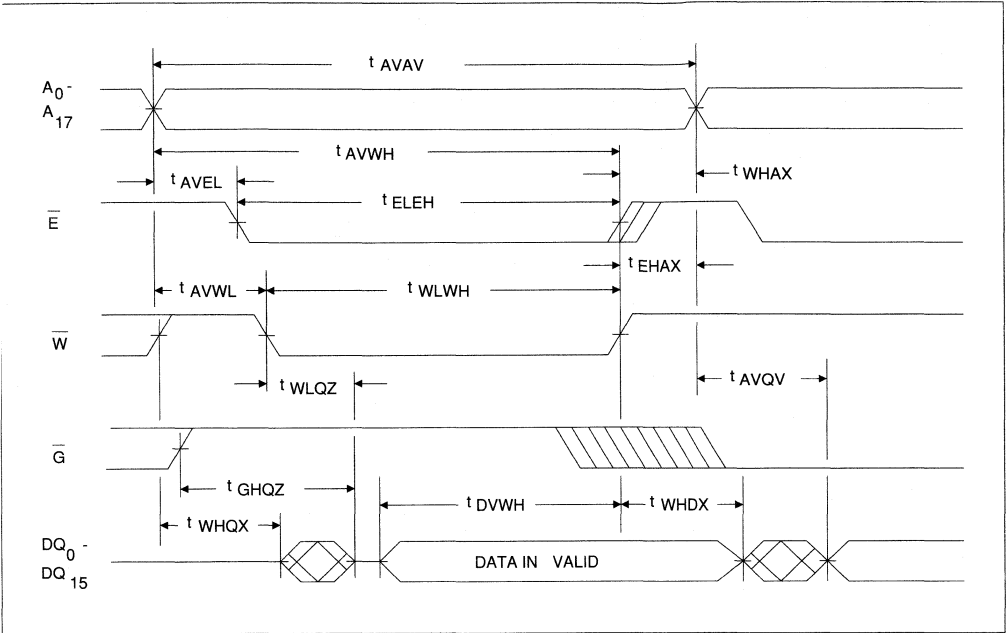 t AVAV
A0 -
A17
t AVWH
t WHAX
t AVEL
t ELEH
E
t EHAX
t AVWL
t WLWH
W
t AVQV
t WLQZ
G
t GHQZ
t DVWH
t WHDX
t WHQX
DQ0 -
DQ15
DATA IN VALID